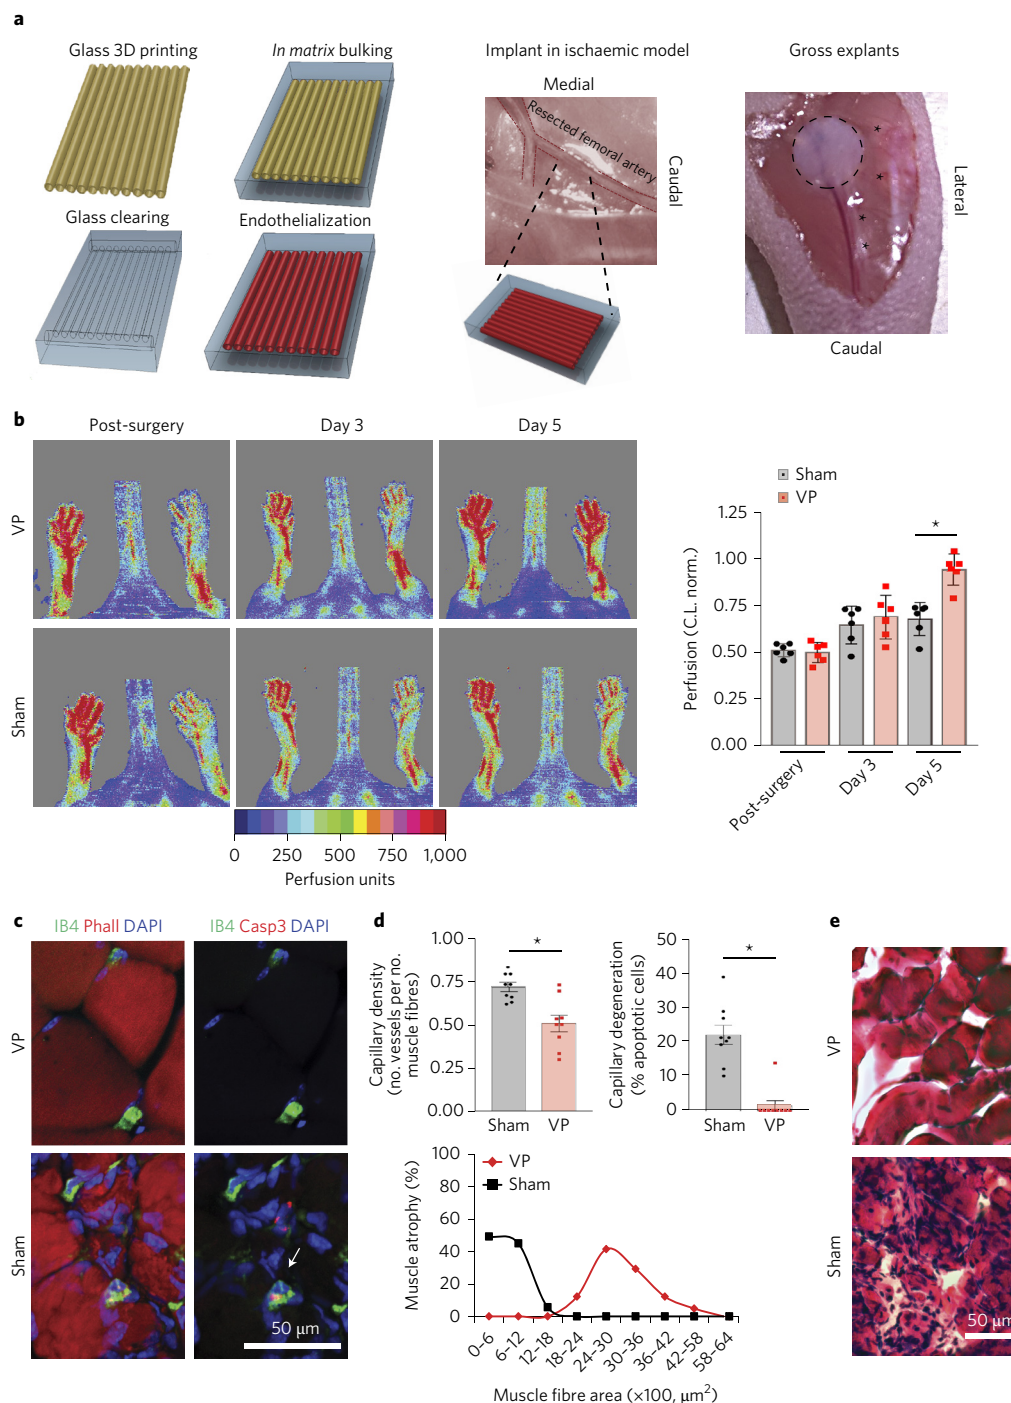 a
Glass 3D printing
In matrix bulking
Implant in ischaemic model
Gross explants
Medial
Resected femoral artery
Caudal
Lateral
Glass clearing
Endothelialization
Caudal
b
Post-surgery
Day 3
Day 5
VP
Sham
0
250
500
750
1,000
Perfusion units
Sham
VP
*
Perfusion (C.L. norm.)
1.25
1.00
0.75
0.50
0.25
0.00
Post-surgery
Day 3
Day 5
c
IB4 Phall DAPI
IB4 Casp3 DAPI
VP
Sham
50 μm
d
Capillary density
(no. vessels per no.
muscle fibres)
1.00
0.75
0.50
0.25
0.00
*
Sham
VP
Capillary degeneration
(% apoptotic cells)
50
40
30
20
10
0
*
Sham
VP
Muscle atrophy (%)
100
80
60
40
20
0
VP
Sham
0–6
6–12
12–18
18–24
24–30
30–36
36–42
42–58
58–64
Muscle fibre area (×100, μm²)
e
VP
Sham
50 μm